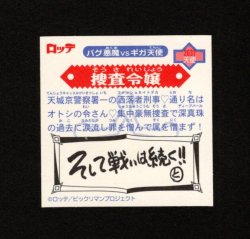 ロッテ
バグ悪魔vsギガ天使
天使
捜査令嬢
天城京警察署一の洒落者刑事♡通り名は
オトシの令さん♡集中豪無捜査で深真珠
の過去に涙流し罪を憎んで属を憎まず！
そして戦いは続く!!
と
©ロッテ/ビックリマンプロジェクト